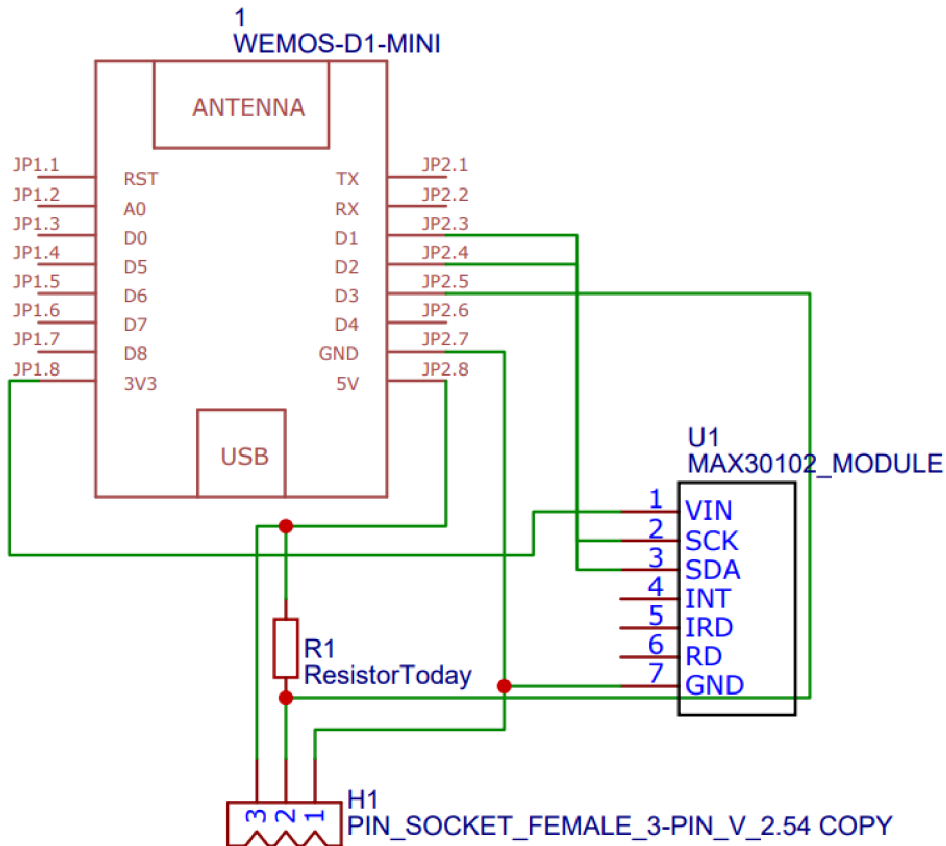 1
WEMOS-D1-MINI
ANTENNA
JP1.1 RST TX JP2.1
JP1.2 A0 RX JP2.2
JP1.3 D0 D1 JP2.3
JP1.4 D5 D2 JP2.4
JP1.5 D6 D3 JP2.5
JP1.6 D7 D4 JP2.6
JP1.7 D8 GND JP2.7
JP1.8 3V3 5V JP2.8
USB
U1
MAX30102_MODULE
1 VIN
2 SCK
3 SDA
4 INT
5 IRD
6 RD
7 GND
R1
ResistorToday
H1
3 2 1
PIN_SOCKET_FEMALE_3-PIN_V_2.54 COPY